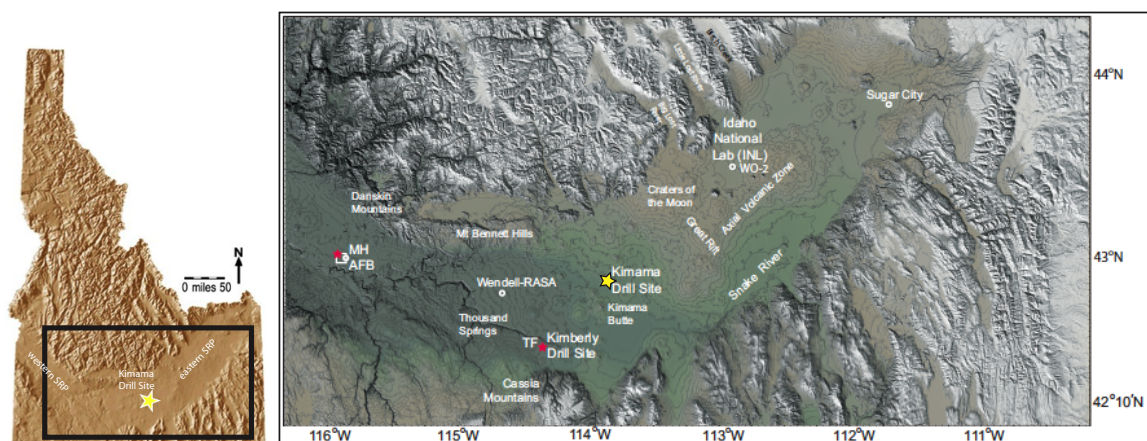 N
0 miles 50
western SRP
eastern SRP
Kimama
Drill Site
44°N
Sugar City
Idaho
National
Lab (INL)
WO-2
Big Lost
Craters of
the Moon
Axial Volcanic Zone
Great Rift
Danskin
Mountains
Mt Bennett Hills
MH
AFB
43°N
Wendell-RASA
Kimama
Drill Site
Snake River
Kimama
Butte
Thousand
Springs
TF
Kimberly
Drill Site
Cassia
Mountains
42°10'N
116°W
115°W
114°W
113°W
112°W
111°W